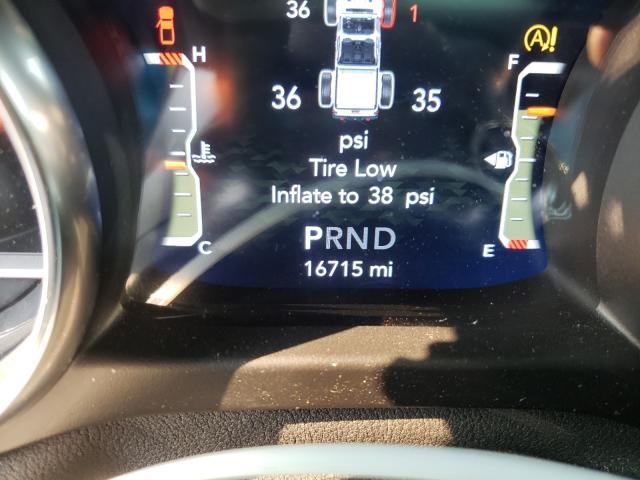 36 1
H
F
A!
36 35
psi
Tire Low
Inflate to 38 psi
PRND
C
E
16715 mi